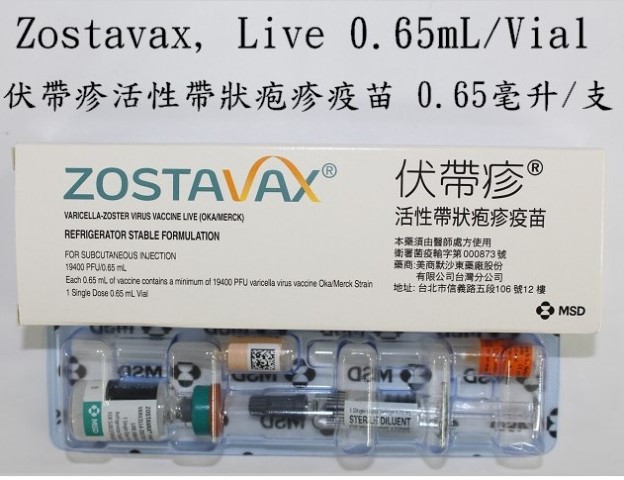 Zostavax, Live 0.65mL/Vial
伏帶疹活性帶狀疱疹疫苗 0.65毫升/支
ZOSTAVAX®
VARICELLA-ZOSTER VIRUS VACCINE LIVE (OKA/MERCK)
REFRIGERATOR STABLE FORMULATION
FOR SUBCUTANEOUS INJECTION
19400 PFU/0.65 mL
Each 0.65 mL of vaccine contains a minimum of 19400 PFU varicella virus vaccine Oka/Merck Strain
1 Single Dose 0.65 mL Vial
伏帶疹®
活性帶狀疱疹疫苗
本藥須由醫師處方使用
衛署菌疫輸字第000873號
藥商:美商默沙東藥廠股份
有限公司台灣分公司
地址: 台北市信義路五段106號12樓
MSD
MSD
MSD
ZOSTAVAX
MSD
STERILE DILUENT